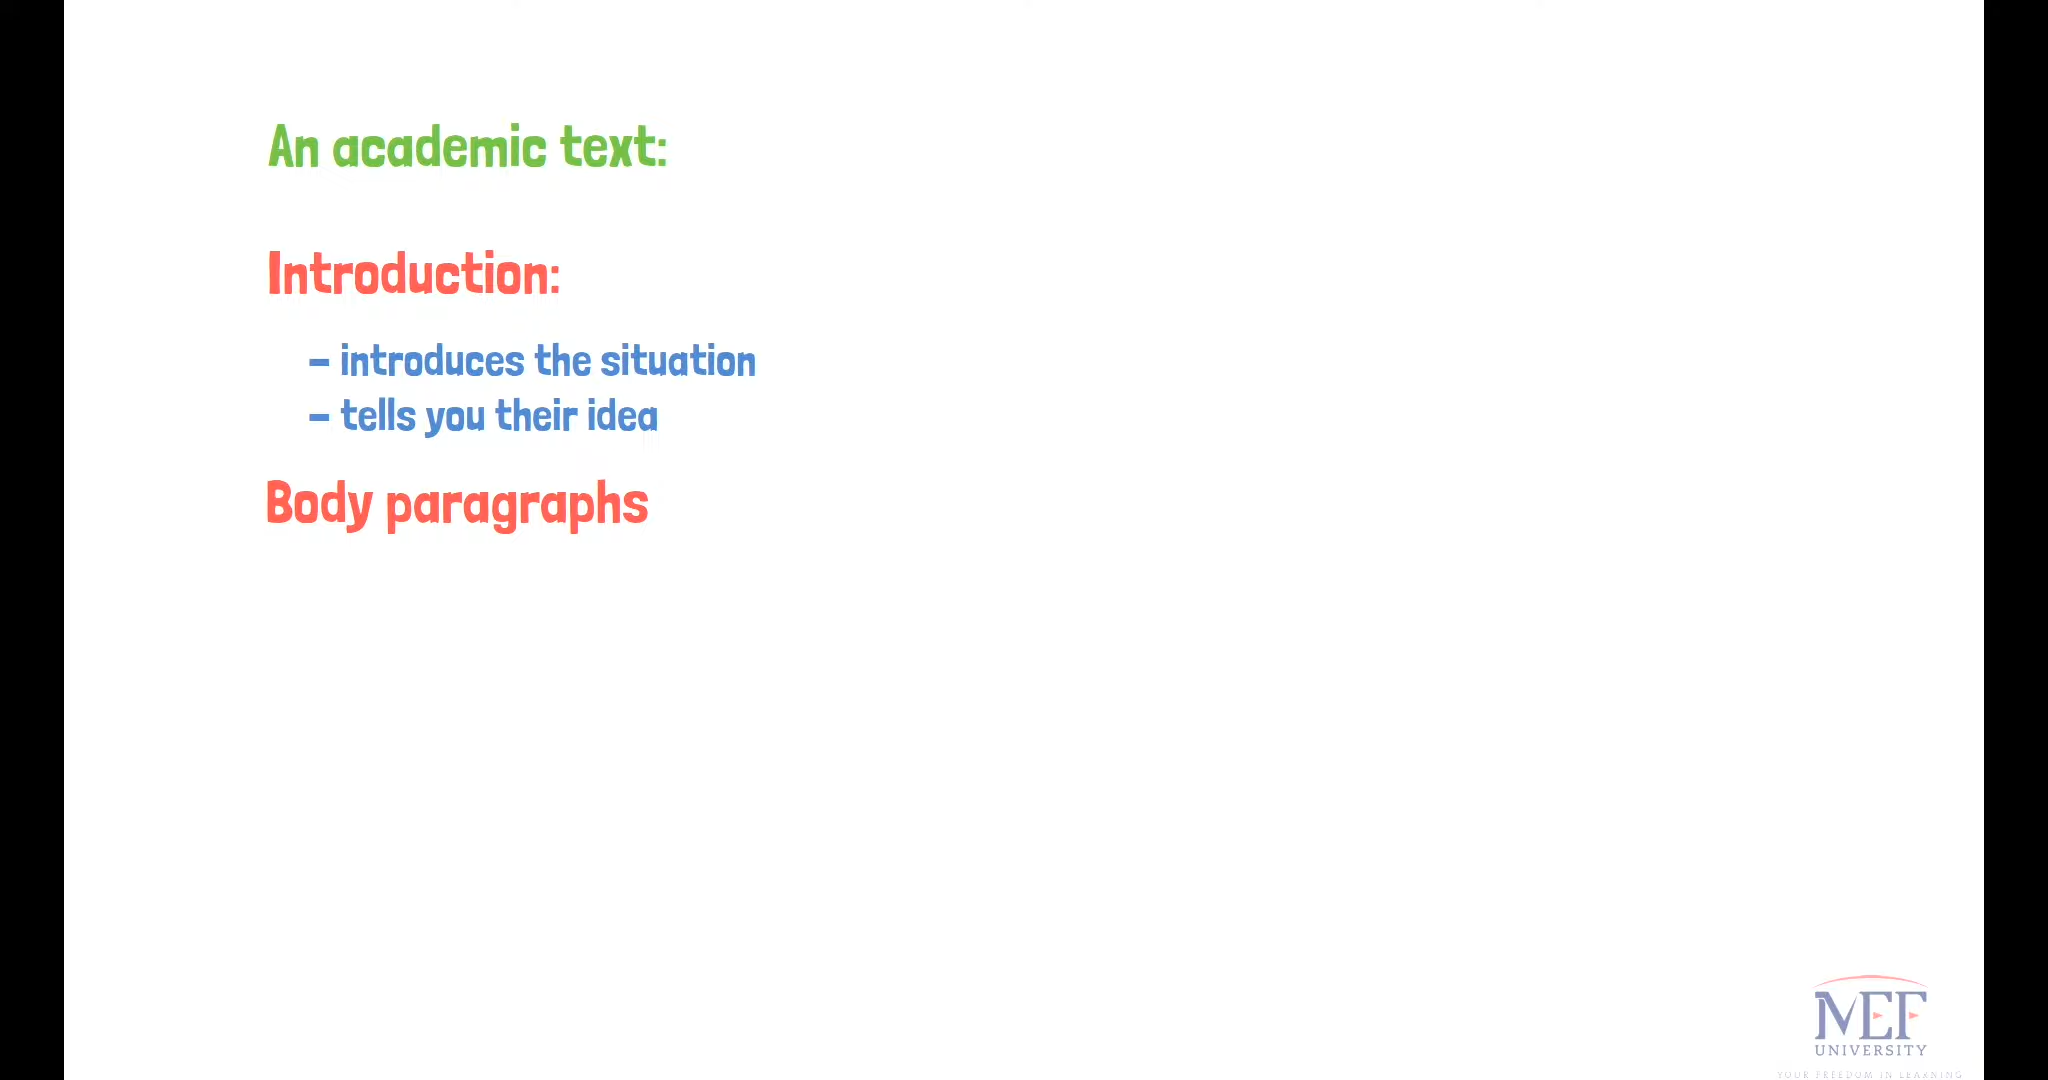 An academic text:
Introduction:
– introduces the situation
– tells you their idea
Body paragraphs
MEF
UNIVERSITY
YOUR FREEDOM IN LEARNING